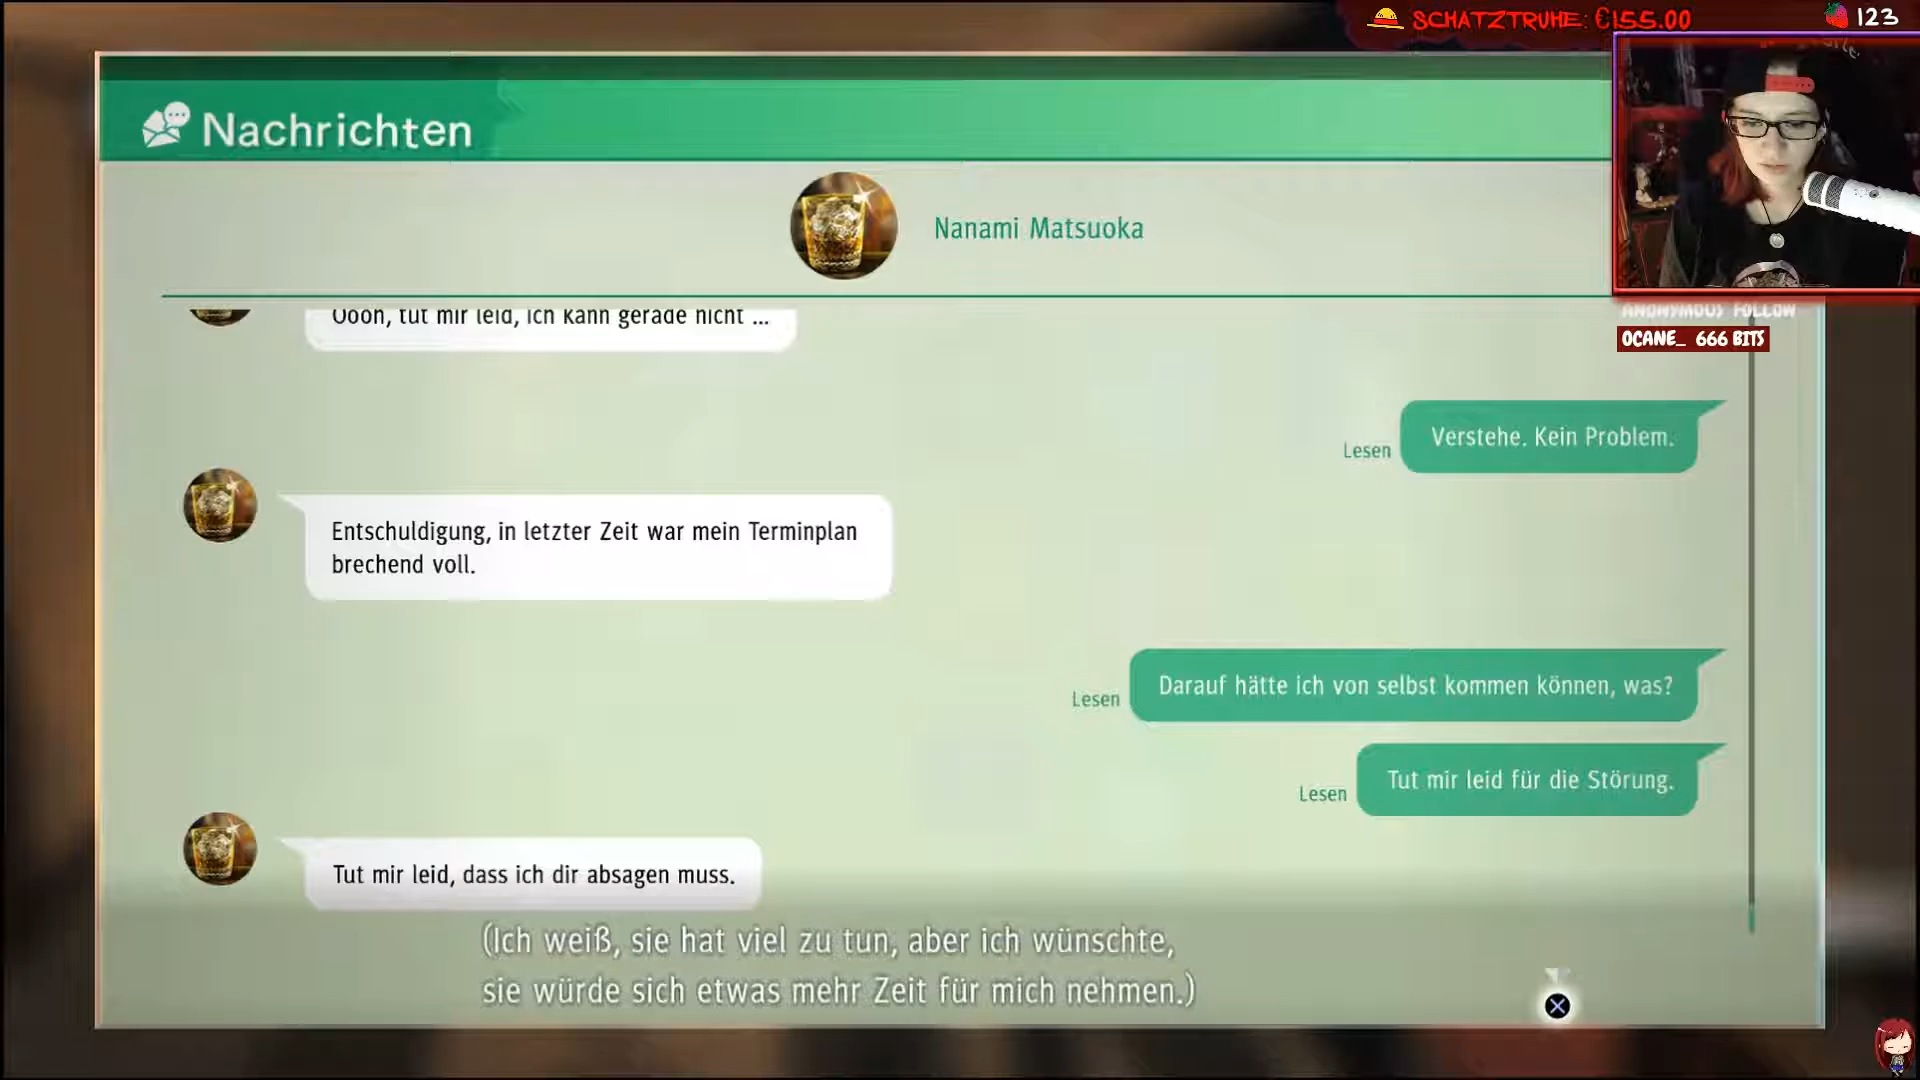 SCHATZTRUHE: €155.00
123
Nachrichten
Nanami Matsuoka
Oooh, tut mir leid, ich kann gerade nicht ...
ANONYMOUS FOLLOW
OCANE_ 666 BITS
Verstehe. Kein Problem.
Lesen
Entschuldigung, in letzter Zeit war mein Terminplan
brechend voll.
Darauf hätte ich von selbst kommen können, was?
Lesen
Tut mir leid für die Störung.
Lesen
Tut mir leid, dass ich dir absagen muss.
(Ich weiß, sie hat viel zu tun, aber ich wünschte,
sie würde sich etwas mehr Zeit für mich nehmen.)